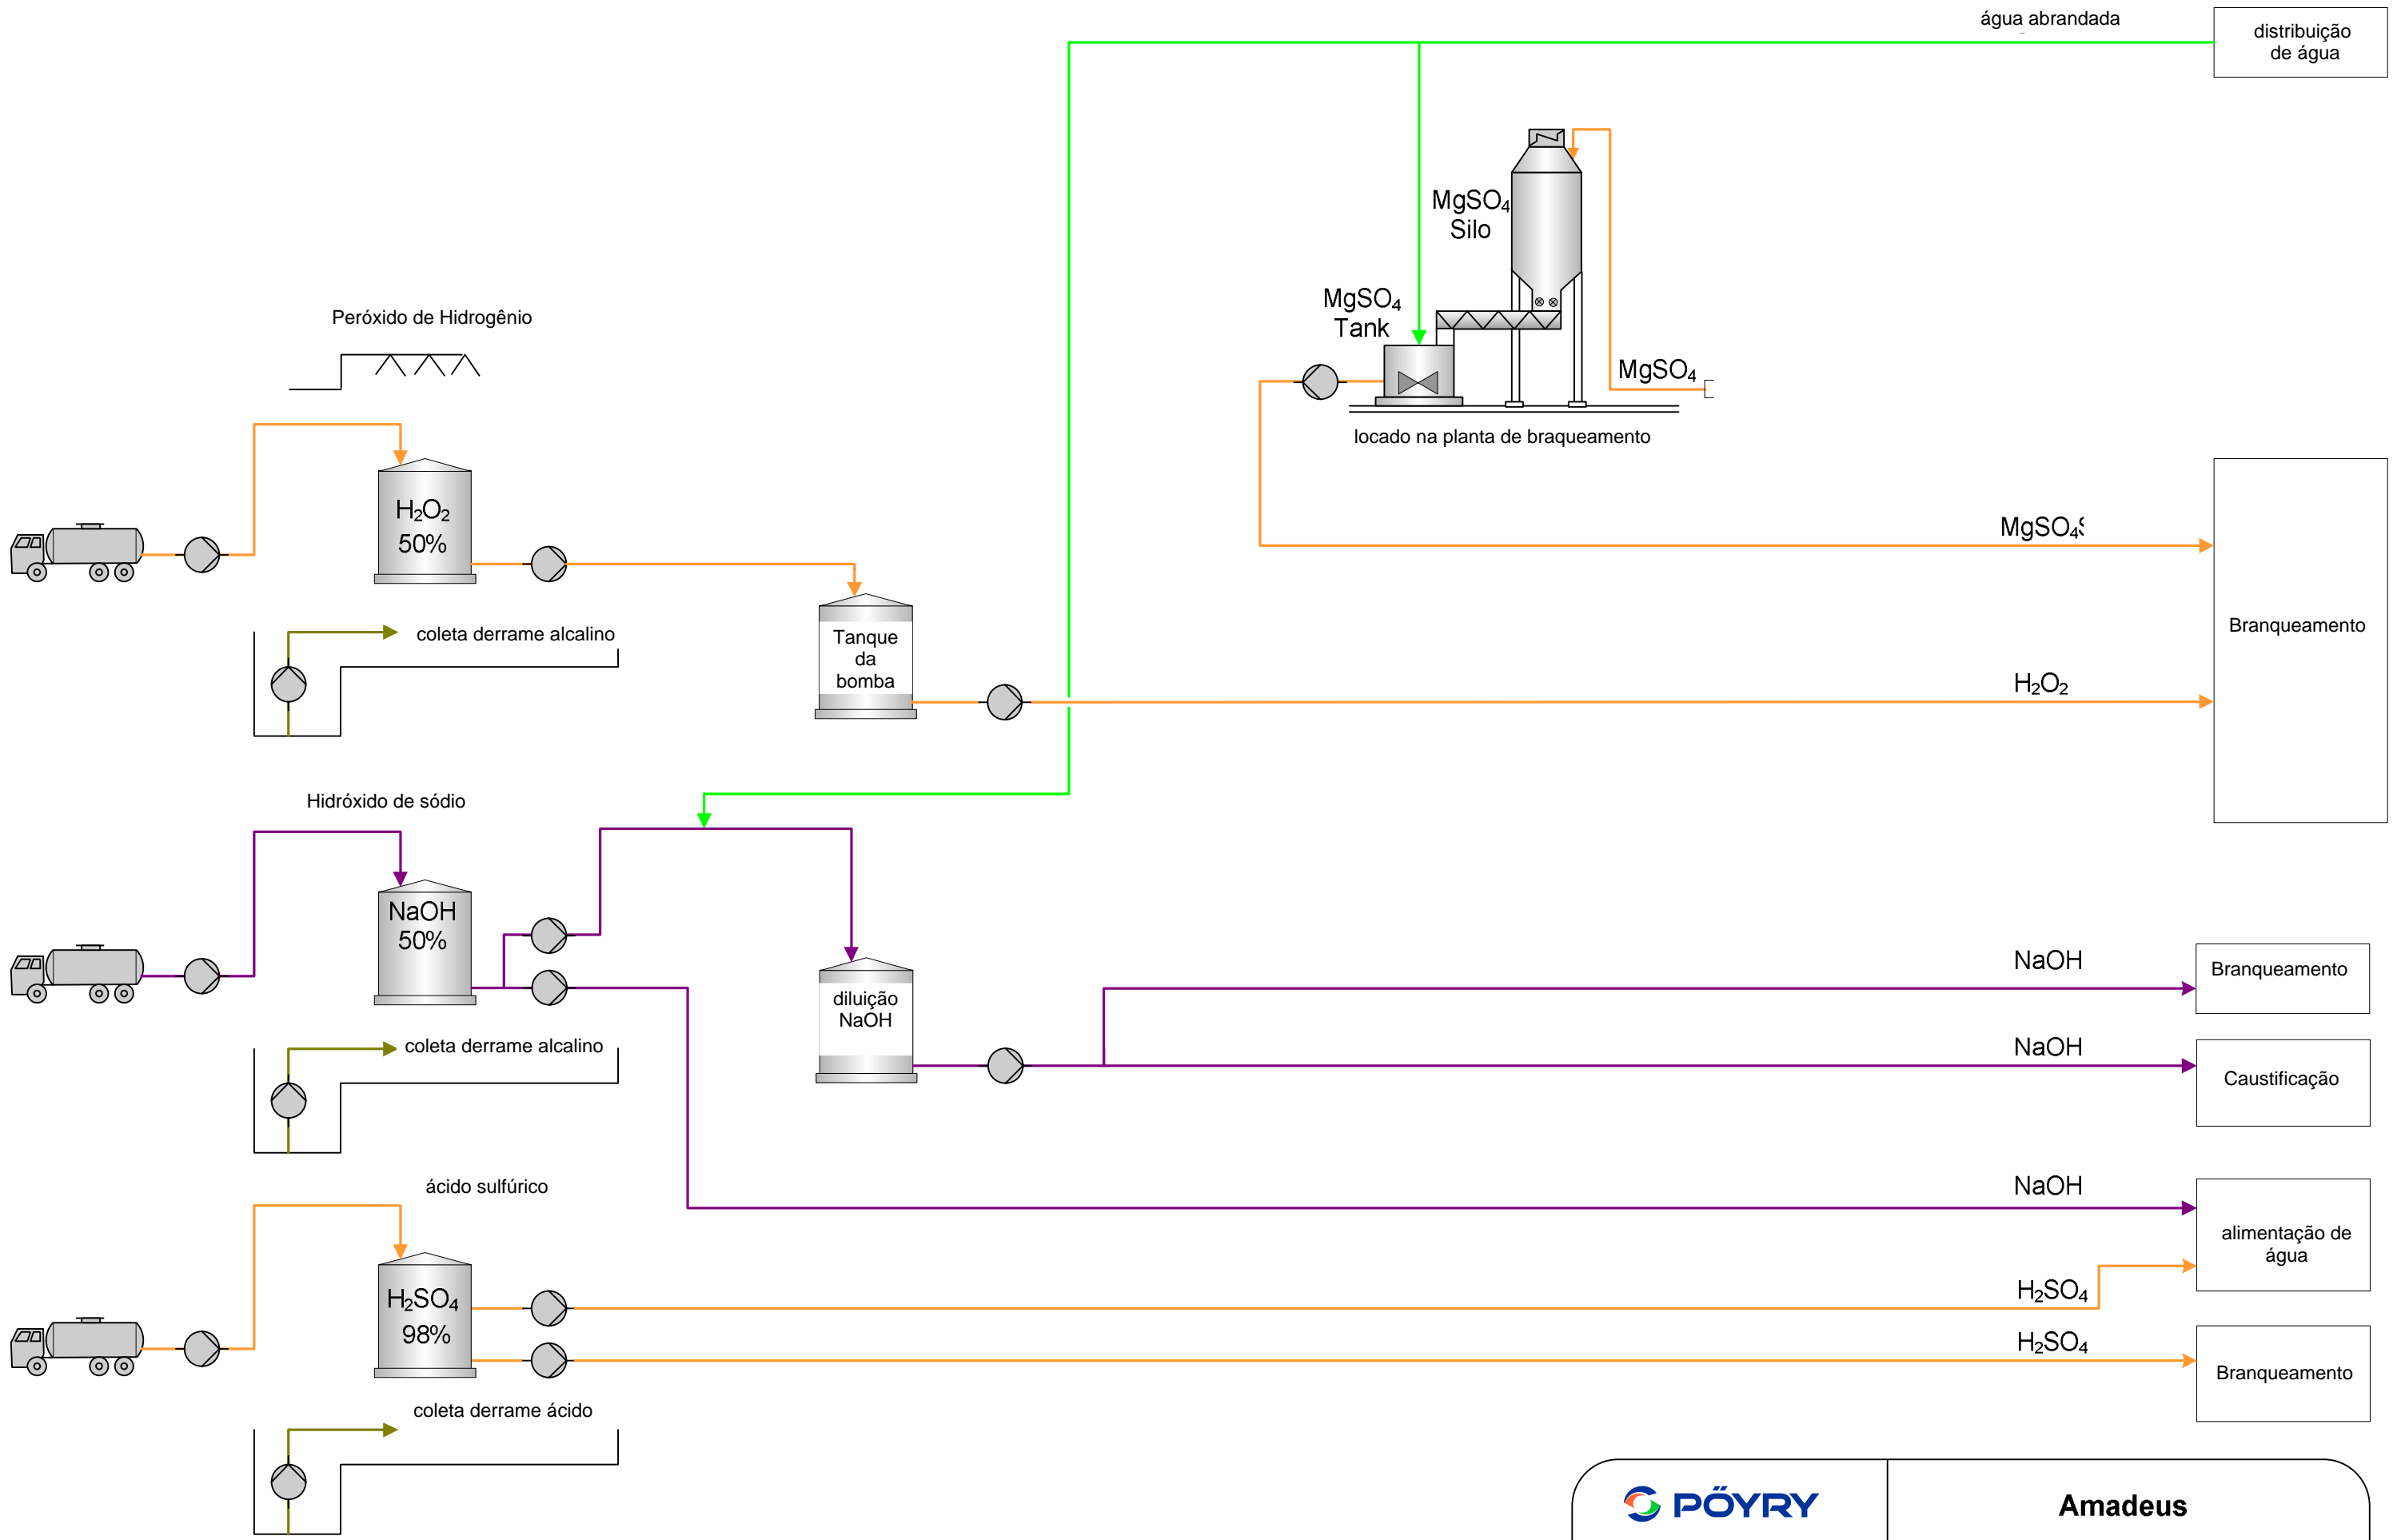 água abrandada
distribuição
de água
MgSO₄
Silo
MgSO₄
Tank
Peróxido de Hidrogênio
MgSO₄
locado na planta de braqueamento
H₂O₂
50%
MgSO₄
Branqueamento
coleta derrame alcalino
Tanque
da
bomba
H₂O₂
Hidróxido de sódio
NaOH
50%
NaOH
Branqueamento
diluição
NaOH
coleta derrame alcalino
NaOH
Caustificação
ácido sulfúrico
NaOH
alimentação de
água
H₂SO₄
98%
H₂SO₄
H₂SO₄
Branqueamento
coleta derrame ácido
PÖYRY
Amadeus